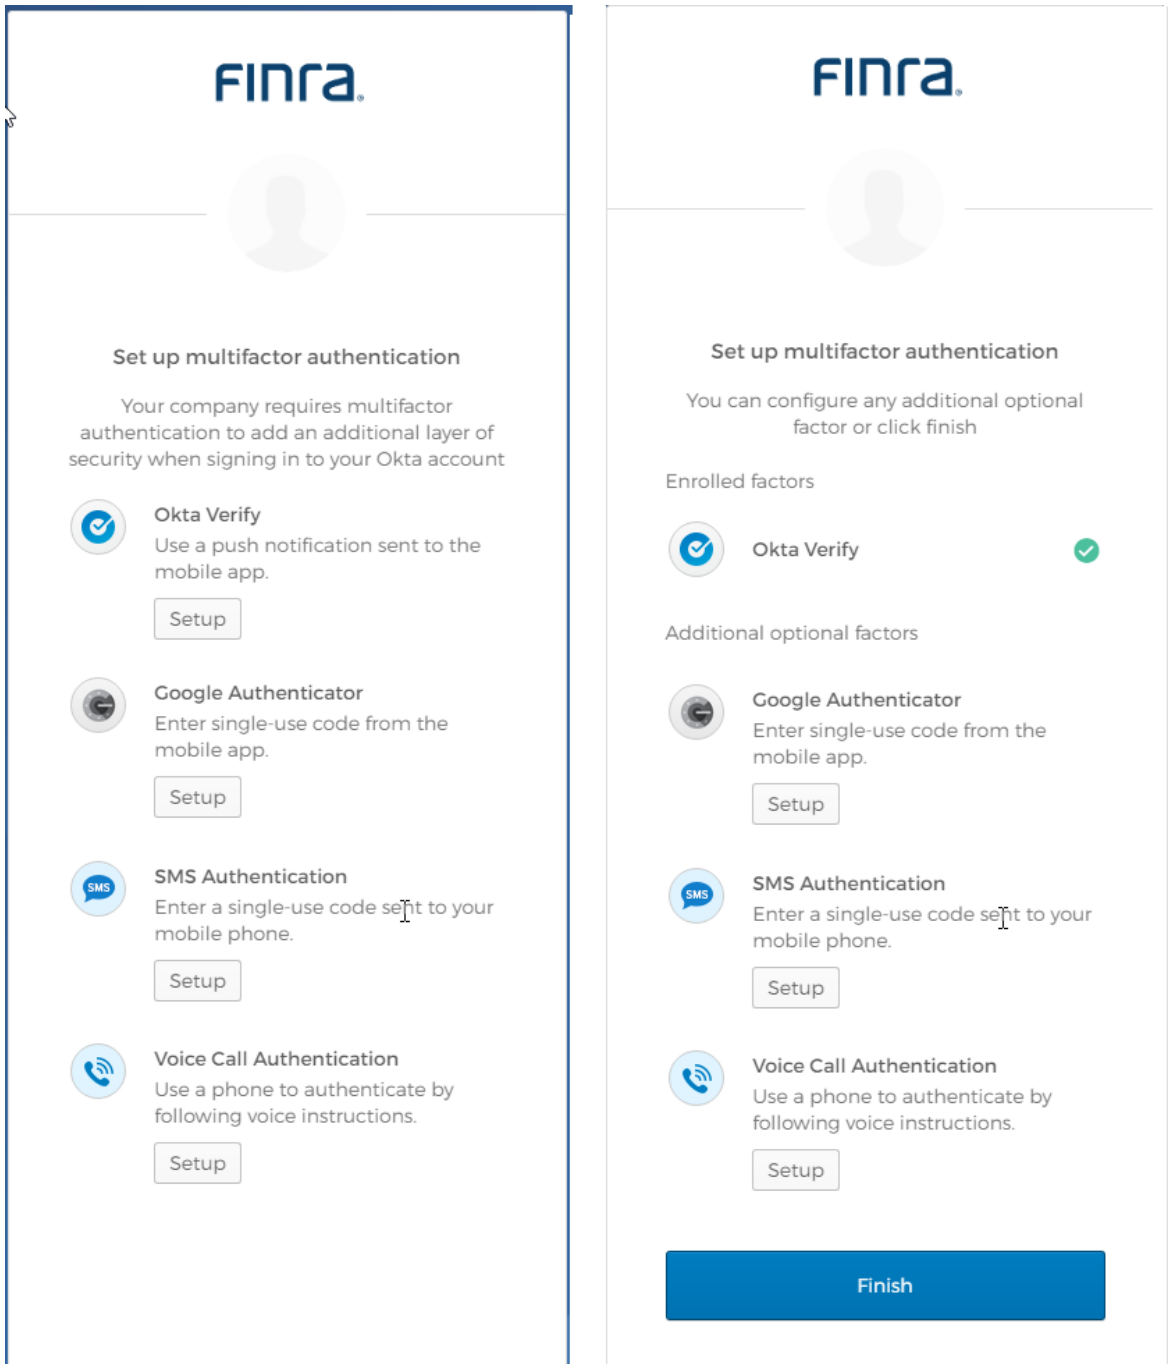 FINRA®
Set up multifactor authentication
Your company requires multifactor
authentication to add an additional layer of
security when signing in to your Okta account
Okta Verify
Use a push notification sent to the
mobile app.
Setup
Google Authenticator
Enter single-use code from the
mobile app.
Setup
SMS
SMS Authentication
Enter a single-use code sent to your
mobile phone.
Setup
Voice Call Authentication
Use a phone to authenticate by
following voice instructions.
Setup
FINRA®
Set up multifactor authentication
You can configure any additional optional
factor or click finish
Enrolled factors
Okta Verify
Additional optional factors
Google Authenticator
Enter single-use code from the
mobile app.
Setup
SMS
SMS Authentication
Enter a single-use code sent to your
mobile phone.
Setup
Voice Call Authentication
Use a phone to authenticate by
following voice instructions.
Setup
Finish